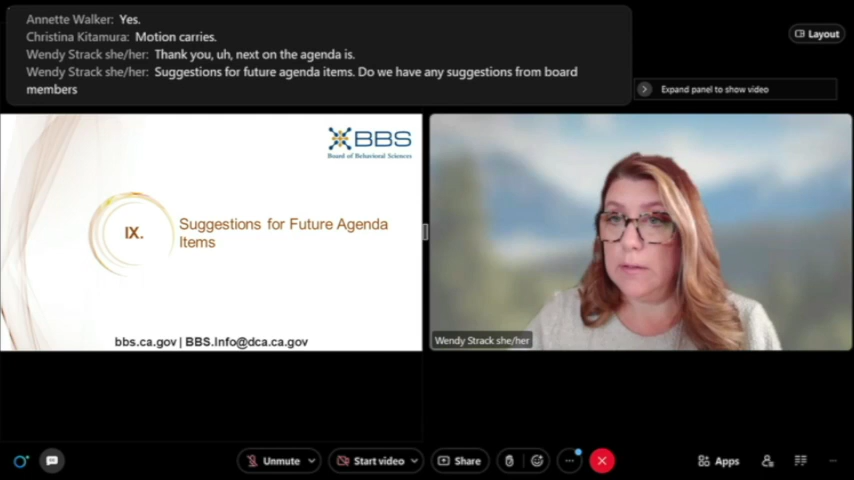 Annette Walker: Yes.
Christina Kitamura: Motion carries.
Wendy Strack she/her: Thank you, uh, next on the agenda is.
Wendy Strack she/her: Suggestions for future agenda items. Do we have any suggestions from board
members
Layout
Expand panel to show video
BBS
Board of Behavioral Sciences
IX.
Suggestions for Future Agenda
Items
bbs.ca.gov | BBS.Info@dca.ca.gov
Wendy Strack she/her
Unmute
Start video
Share
Apps